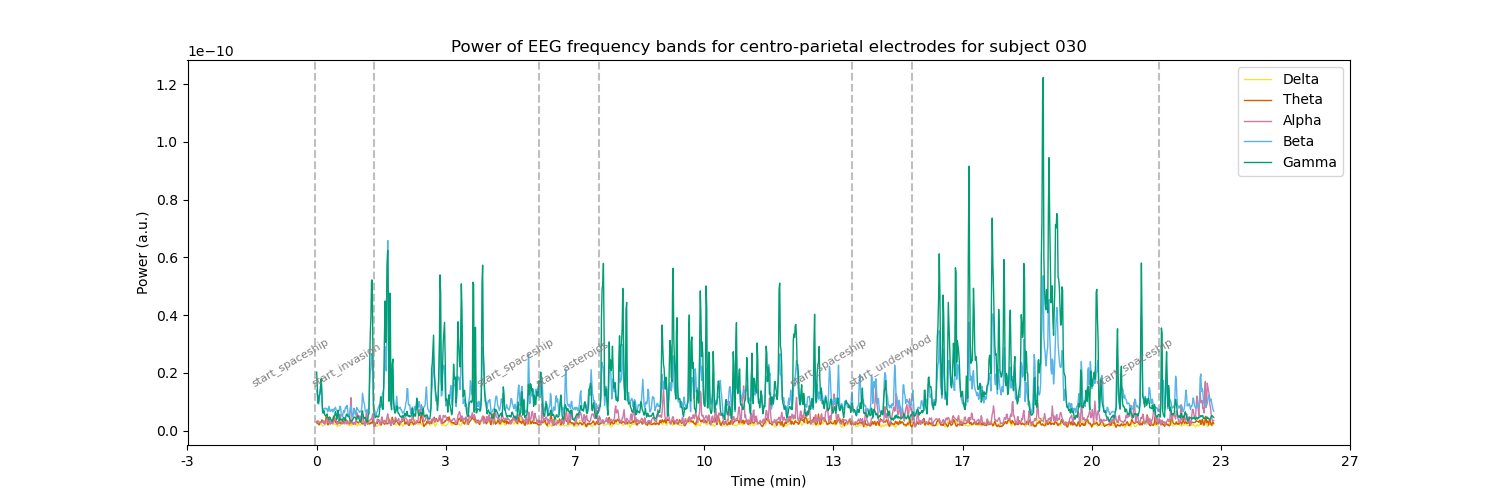 Power of EEG frequency bands for centro-parietal electrodes for subject 030
1e−10
1.2
1.0
0.8
0.6
0.4
0.2
0.0
Power (a.u.)
start_spaceship
start_invasion
start_spaceship
start_asteroids
start_spaceship
start_underwood
start_spaceship
Delta
Theta
Alpha
Beta
Gamma
-3 0 3 7 10 13 17 20 23 27
Time (min)